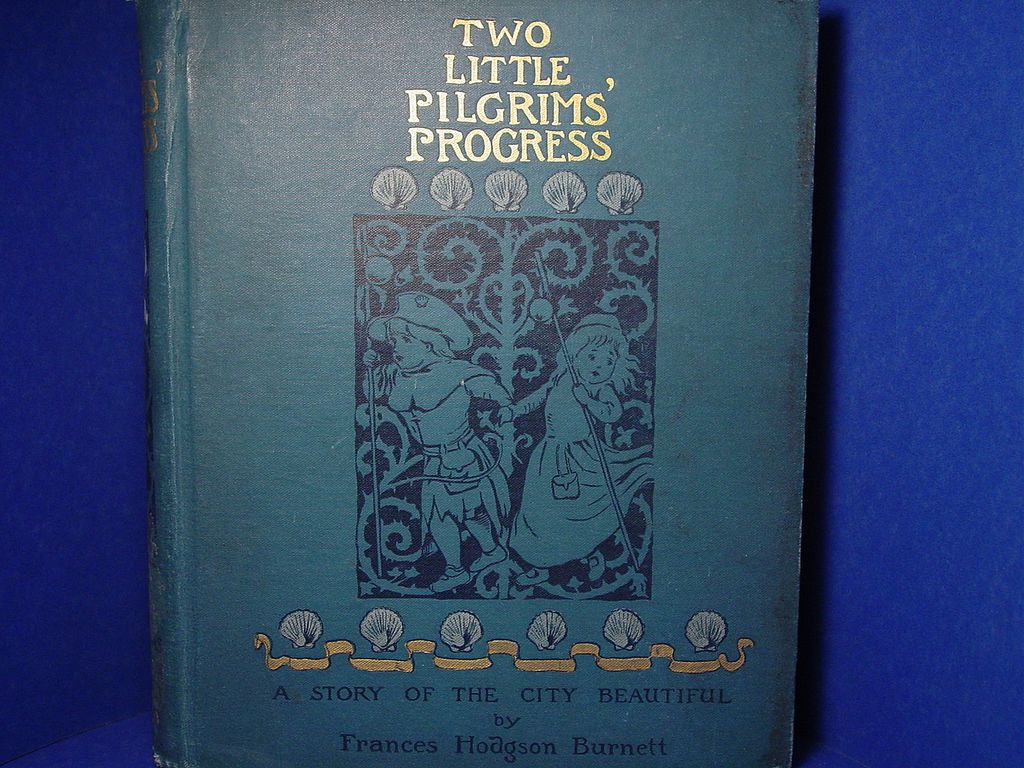 TWO
LITTLE
PILGRIMS'
PROGRESS
A STORY OF THE CITY BEAUTIFUL
by
Frances Hodgson Burnett